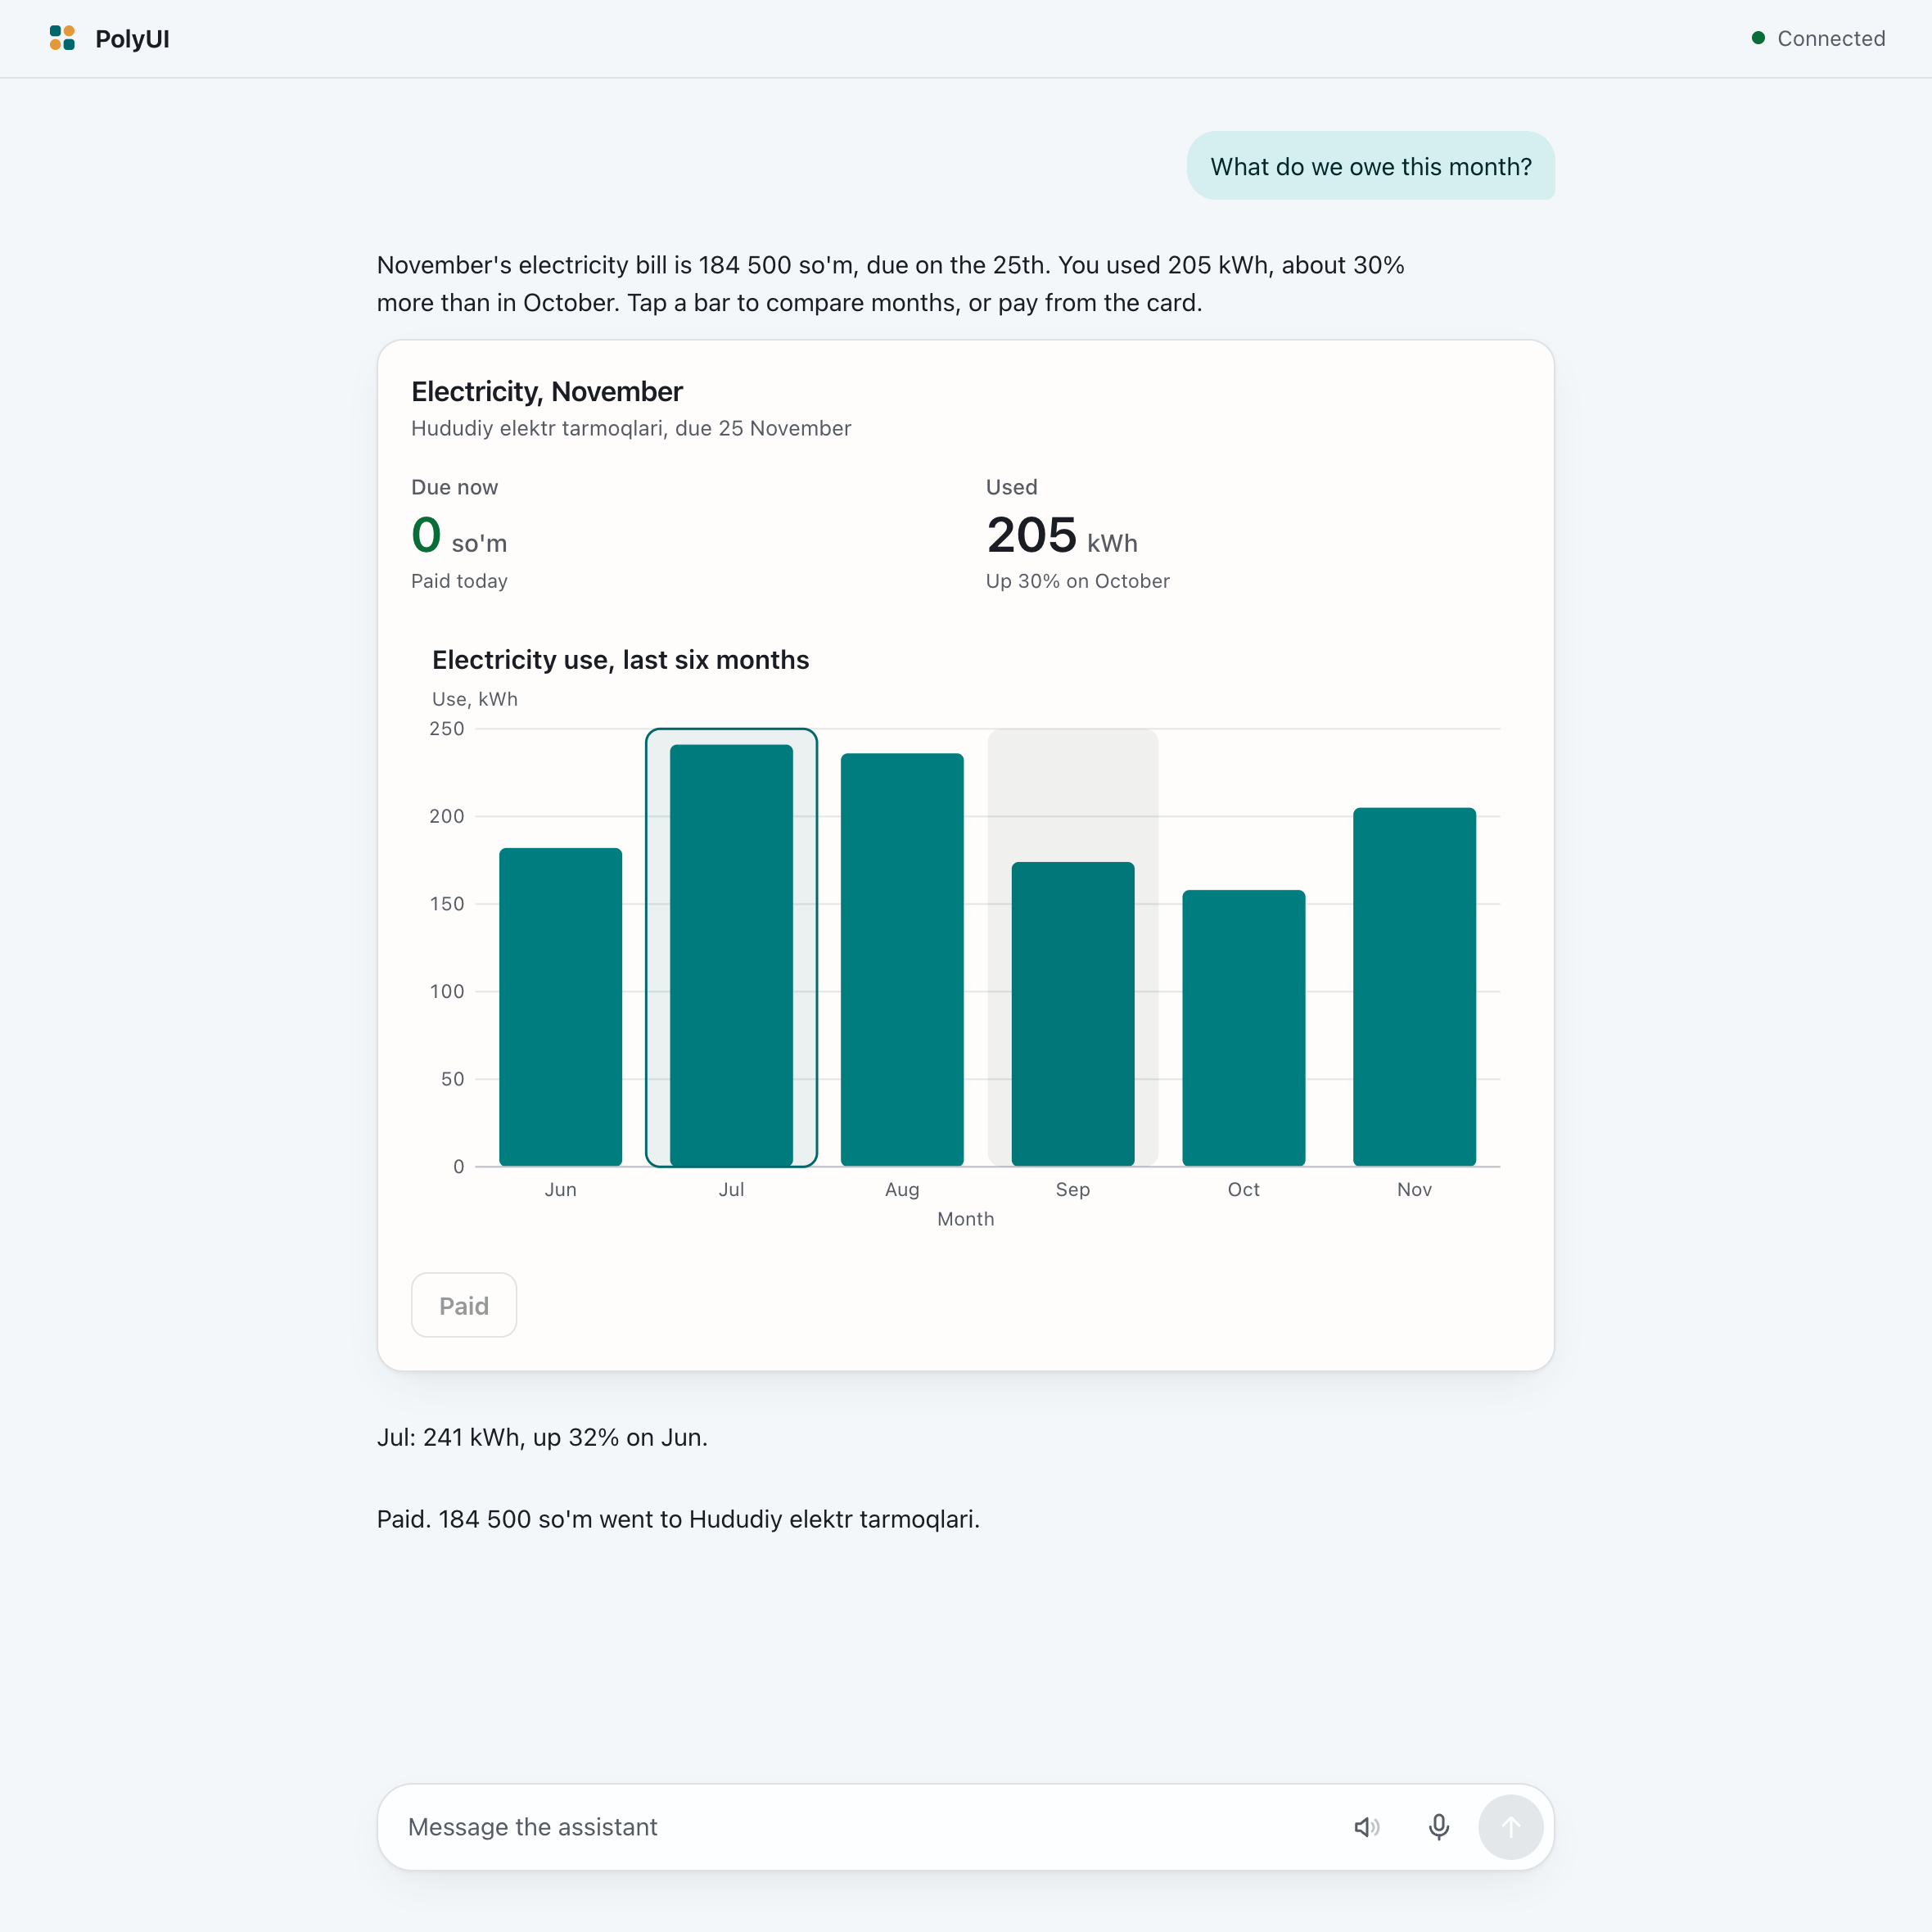 PolyUI
Connected
What do we owe this month?
November's electricity bill is 184 500 so'm, due on the 25th. You used 205 kWh, about 30%
more than in October. Tap a bar to compare months, or pay from the card.
Electricity, November
Hududiy elektr tarmoqlari, due 25 November
Due now
0 so'm
Paid today
Used
205 kWh
Up 30% on October
Electricity use, last six months
Use, kWh
250
200
150
100
50
0
Jun Jul Aug Sep Oct Nov
Month
Paid
Jul: 241 kWh, up 32% on Jun.
Paid. 184 500 so'm went to Hududiy elektr tarmoqlari.
Message the assistant